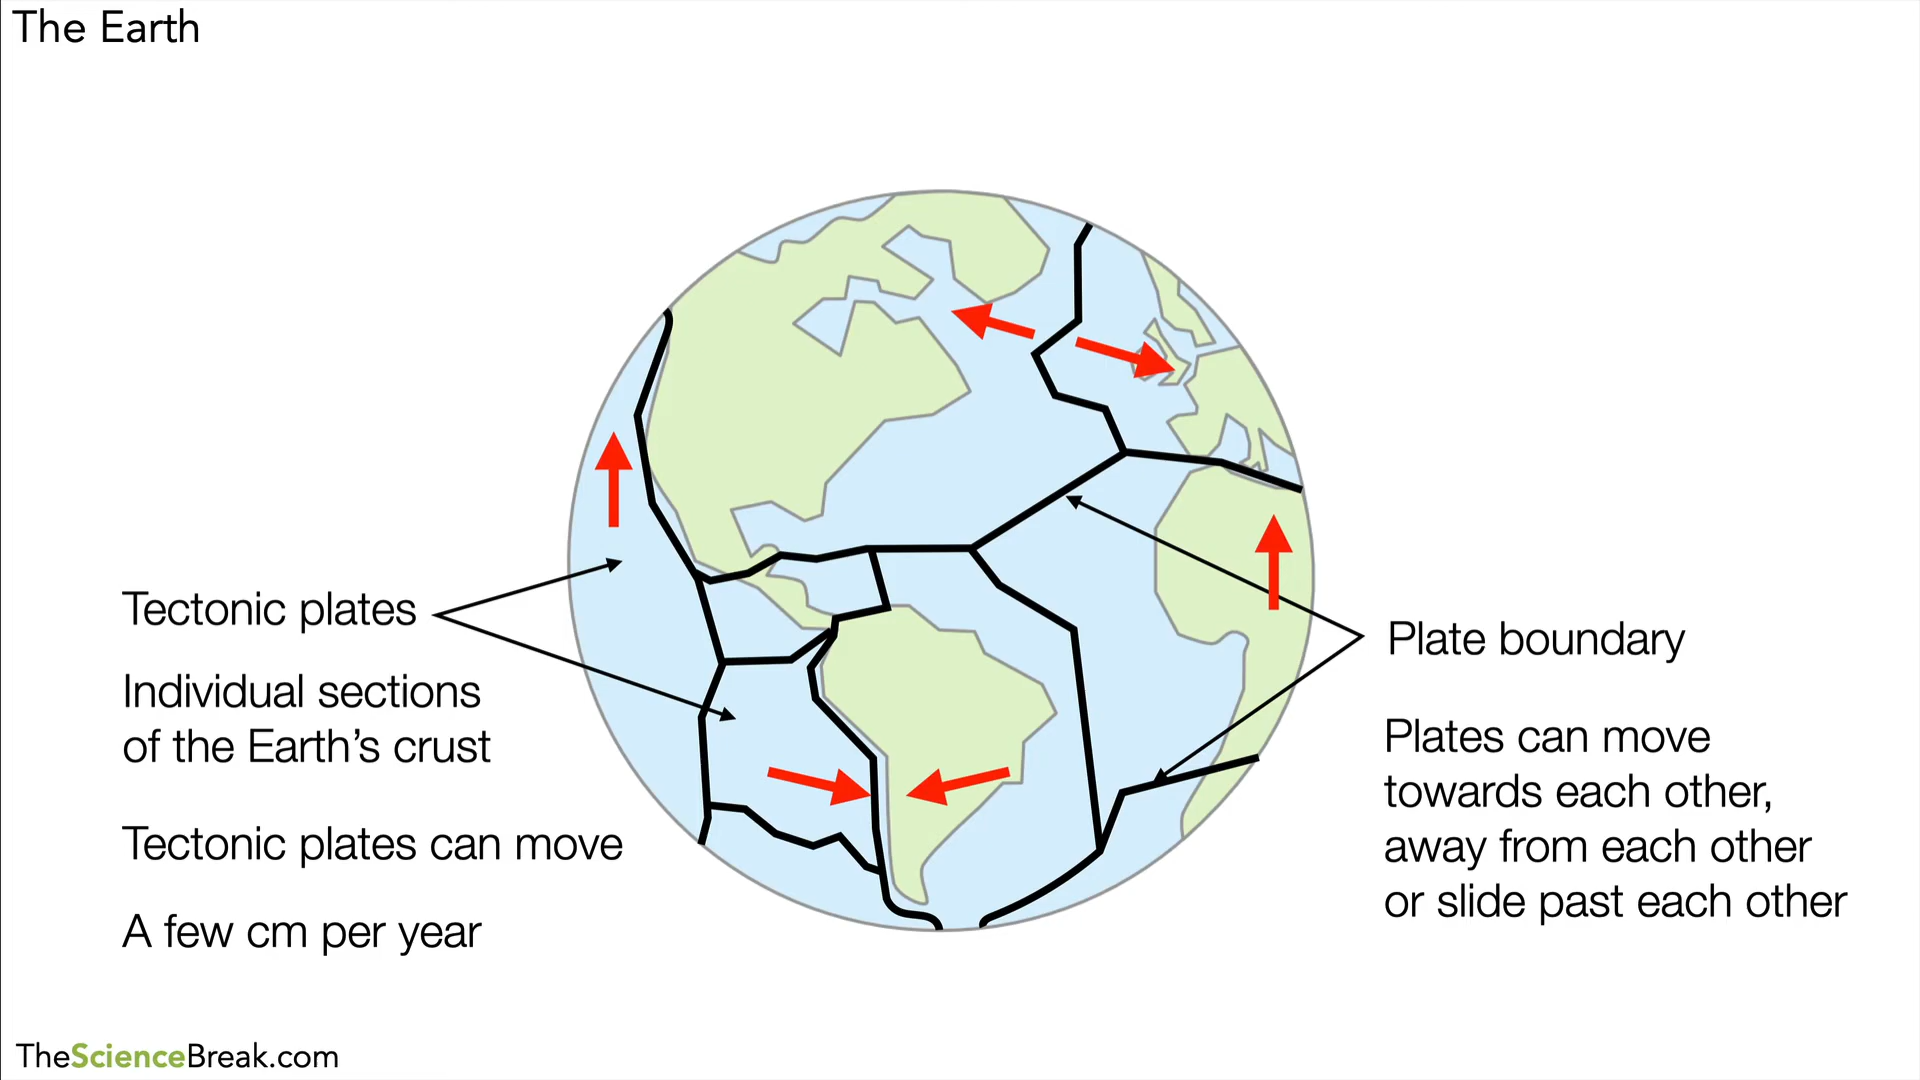 The Earth
Tectonic plates
Individual sections
of the Earth’s crust
Tectonic plates can move
A few cm per year
Plate boundary
Plates can move
towards each other,
away from each other
or slide past each other
TheScienceBreak.com